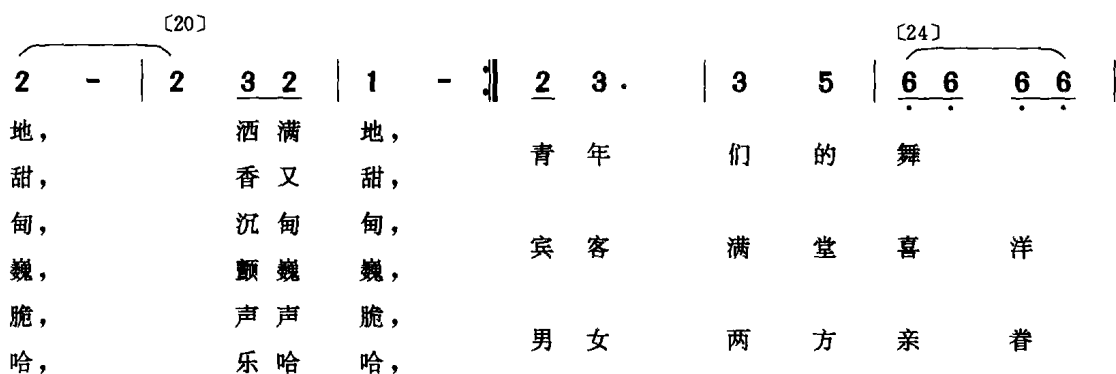 〔20〕 〔24〕
2 - | 2 3 2 | 1 - :‖ 2 3 . | 3 5 | 6 6 6 6 |
地， 洒 满 地，
青 年 们 的 舞
甜， 香 又 甜，
甸， 沉 甸 甸，
宾 客 满 堂 喜 洋
巍， 颤 巍 巍，
脆， 声 声 脆，
男 女 两 方 亲 眷
哈， 乐 哈 哈，